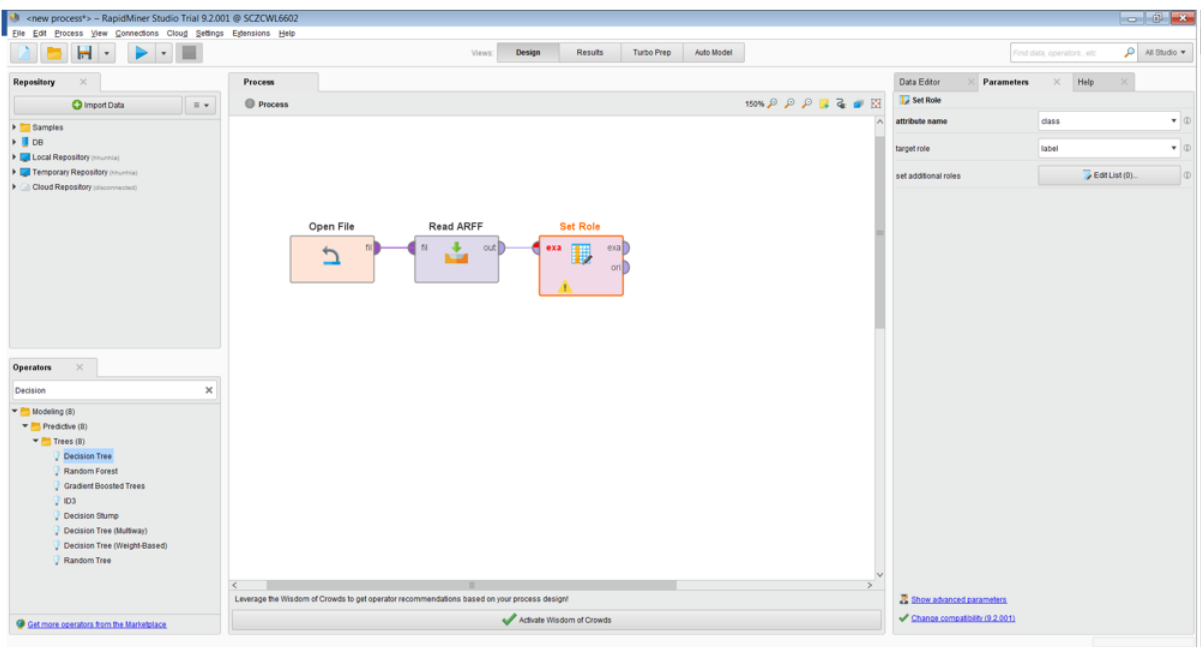 <new process*> – RapidMiner Studio Trial 9.2.001 @ SCZCWL6602
File Edit Process View Connections Cloud Settings Extensions Help
Views: Design Results Turbo Prep Auto Model
Find data, operators...etc All Studio
Repository
Import Data
Samples
DB
Local Repository (hhunhla)
Temporary Repository (hhunhla)
Cloud Repository (disconnected)
Operators
Decision
Modeling (8)
Predictive (8)
Trees (8)
Decision Tree
Random Forest
Gradient Boosted Trees
ID3
Decision Stump
Decision Tree (Multiway)
Decision Tree (Weight-Based)
Random Tree
Get more operators from the Marketplace
Process
Process
150%
Open File
fil
Read ARFF
fil out
Set Role
exa exa
ori
Leverage the Wisdom of Crowds to get operator recommendations based on your process design!
Activate Wisdom of Crowds
Data Editor Parameters Help
Set Role
attribute name class
target role label
set additional roles Edit List (0)...
Show advanced parameters
Change compatibility (9.2.001)